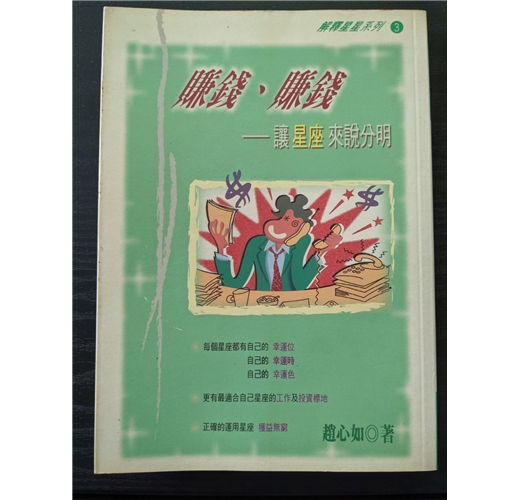 解釋星星系列 3
賺錢、賺錢
——讓星座來說分明
每個星座都有自己的 幸運位
自己的 幸運時
自己的 幸運色
更有最適合自己星座的工作及投資標地
正確的運用星座 獲益無窮
趙心如◎著